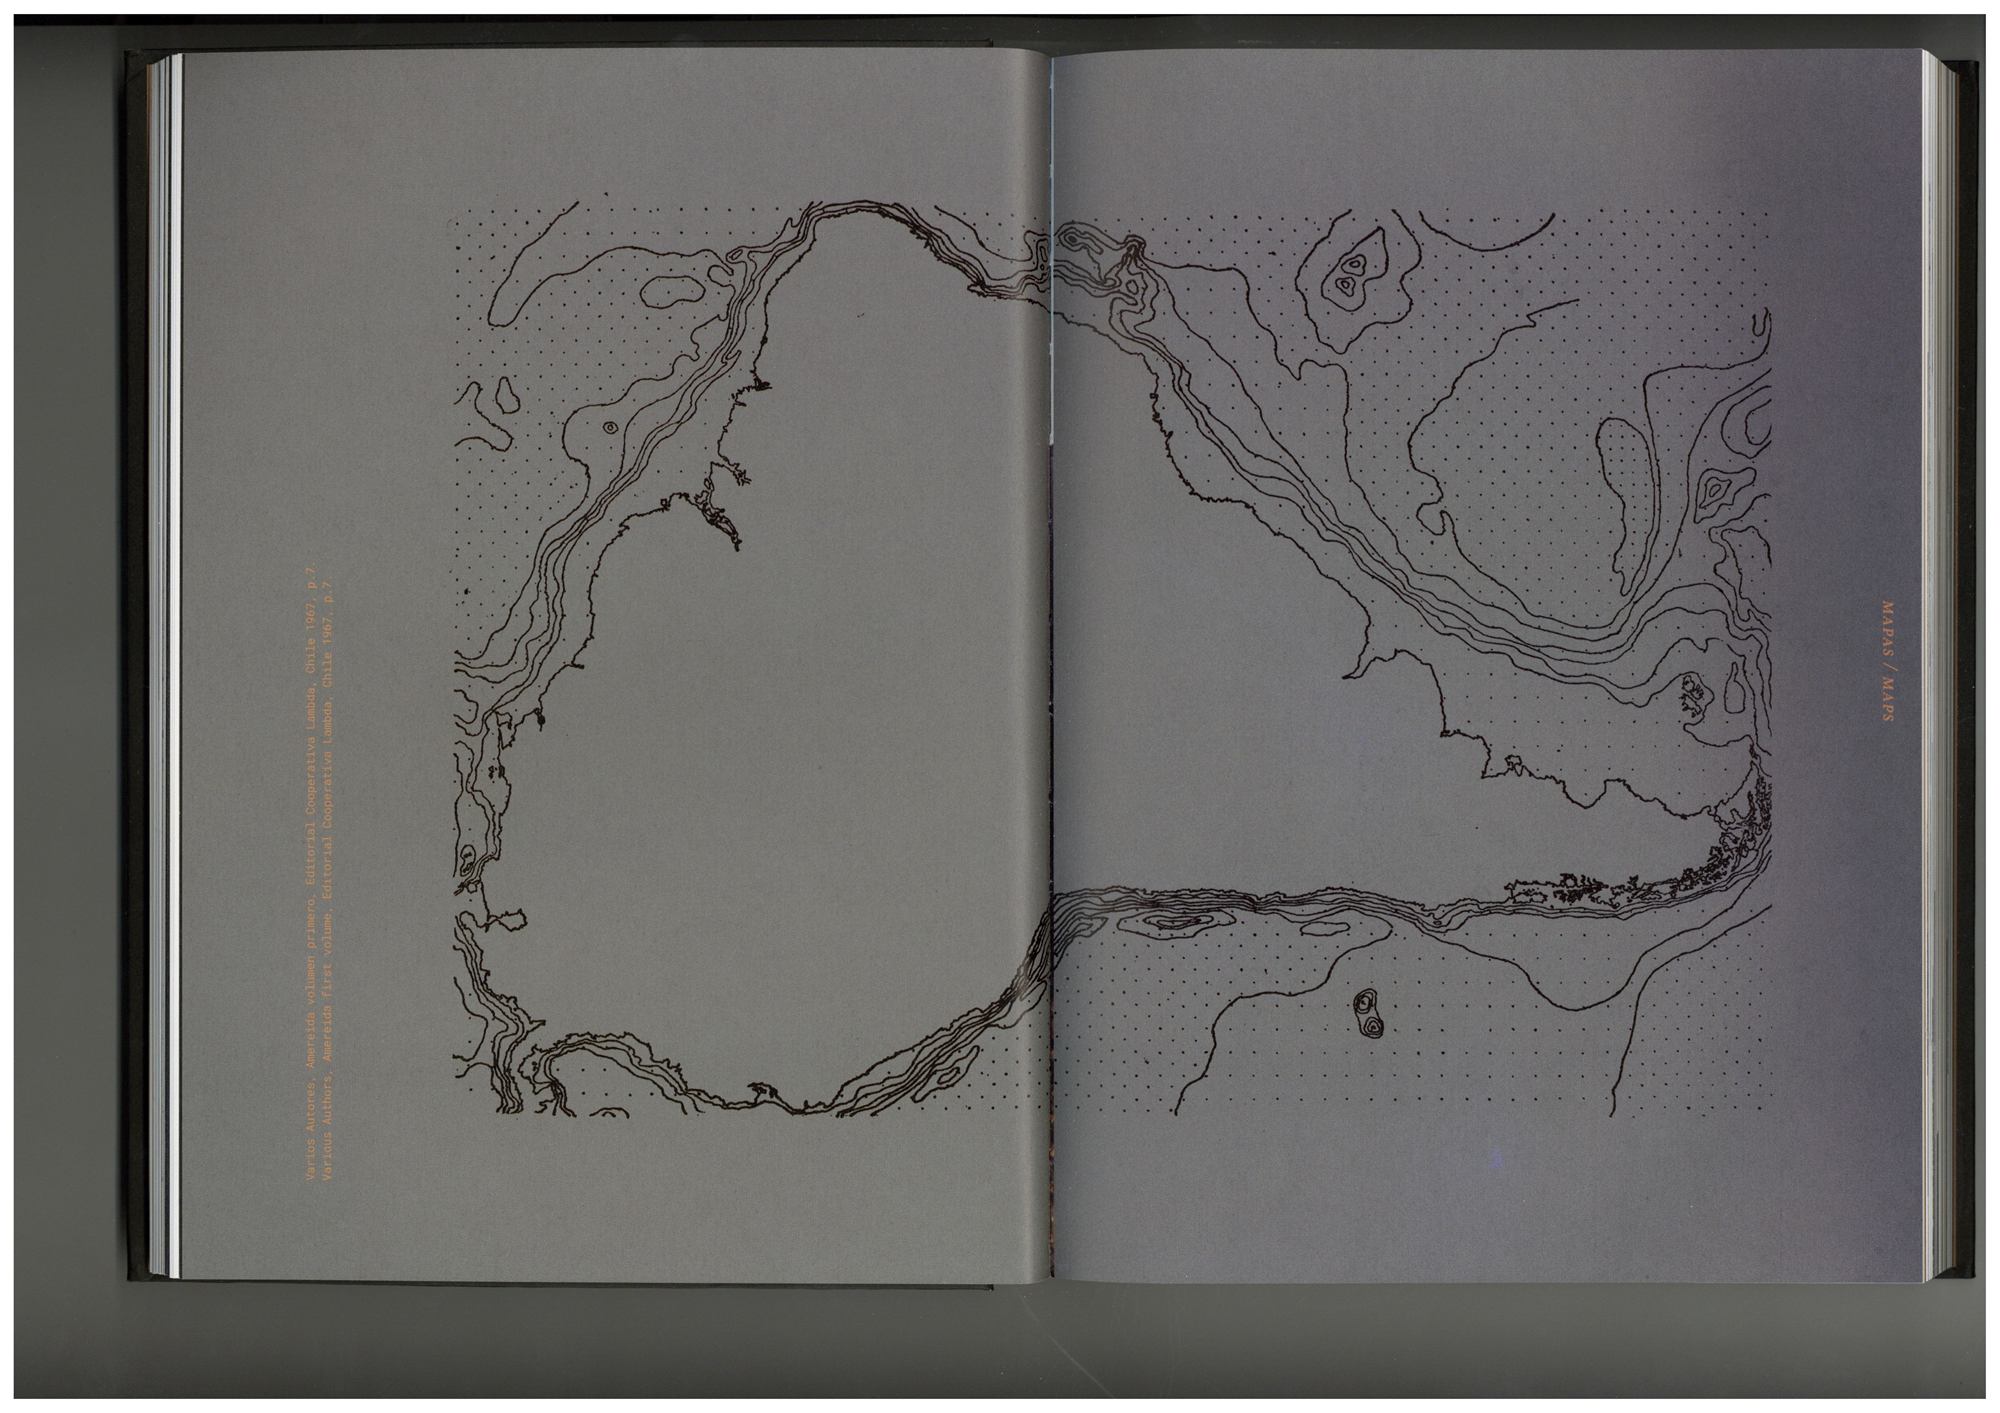 Varios Autores, Amereida volumen primero, Editorial Cooperativa Lambda, Chile 1967, p.7.
Various Authors, Amereida first volume, Editorial Cooperativa Lambda, Chile 1967, p.7
MAPAS / MAPS